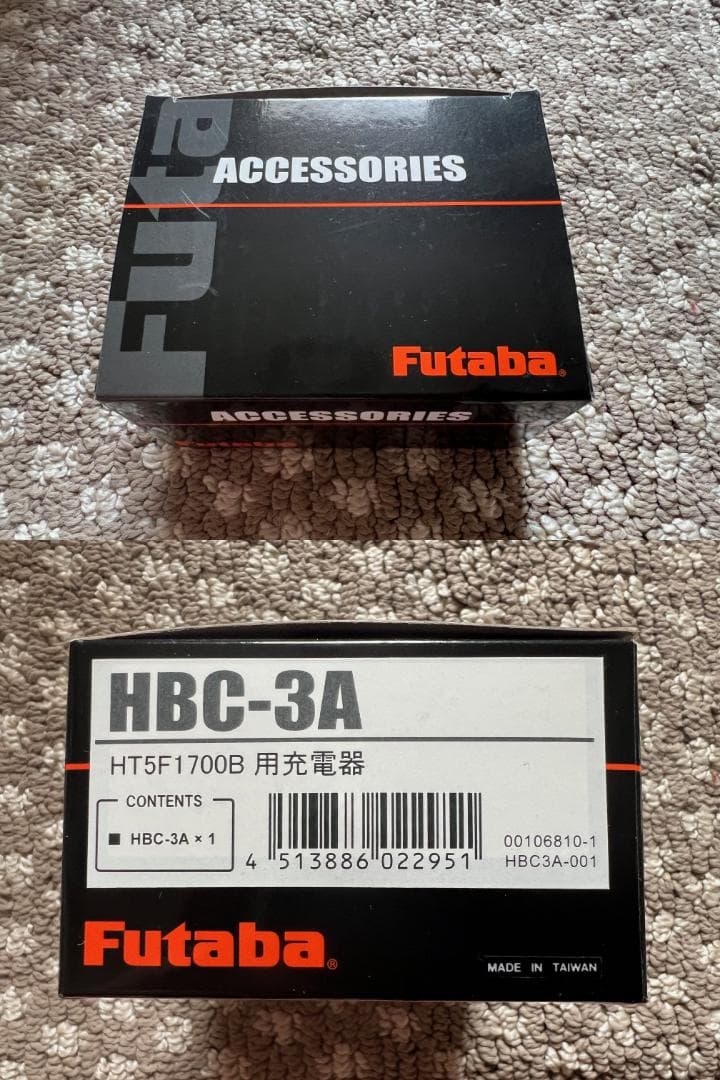 Futa
ACCESSORIES
Futaba®
ACCESSORIES
Futaba
HBC-3A
HT5F1700B 用充電器
CONTENTS
■ HBC-3A × 1
4 513886 022951
00106810-1
HBC3A-001
Futaba®
MADE IN TAIWAN